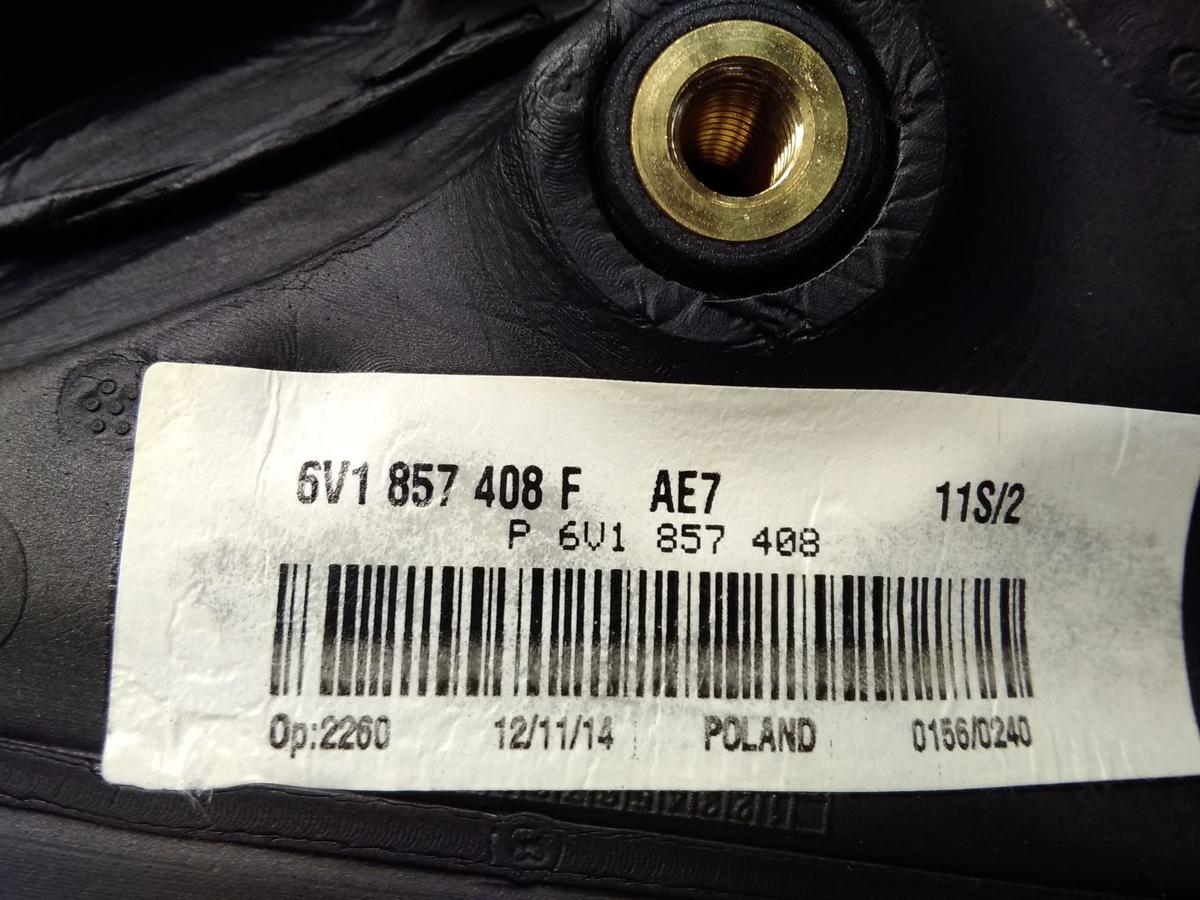 6V1 857 408 F AE7 11S/2
P 6V1 857 408
Op:2260 12/11/14 POLAND 0156/0240